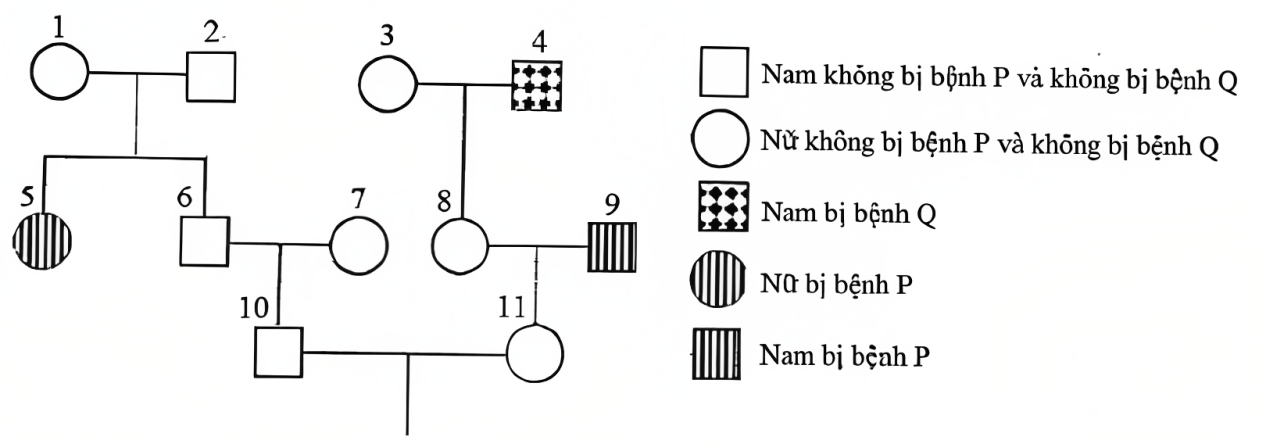 1
2
3
4
5
6
7
8
9
10
11
Nam không bị bệnh P và không bị bệnh Q
Nữ không bị bệnh P và không bị bệnh Q
Nam bị bệnh Q
Nữ bị bệnh P
Nam bị bệnh P